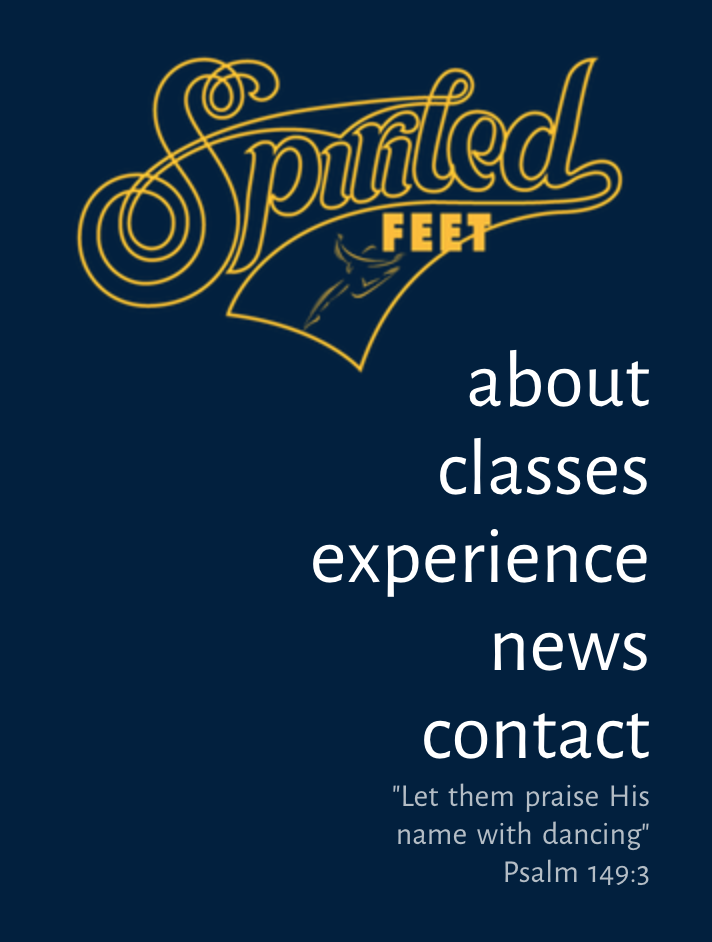 Spirited
FEET
about
classes
experience
news
contact
"Let them praise His
name with dancing"
Psalm 149:3